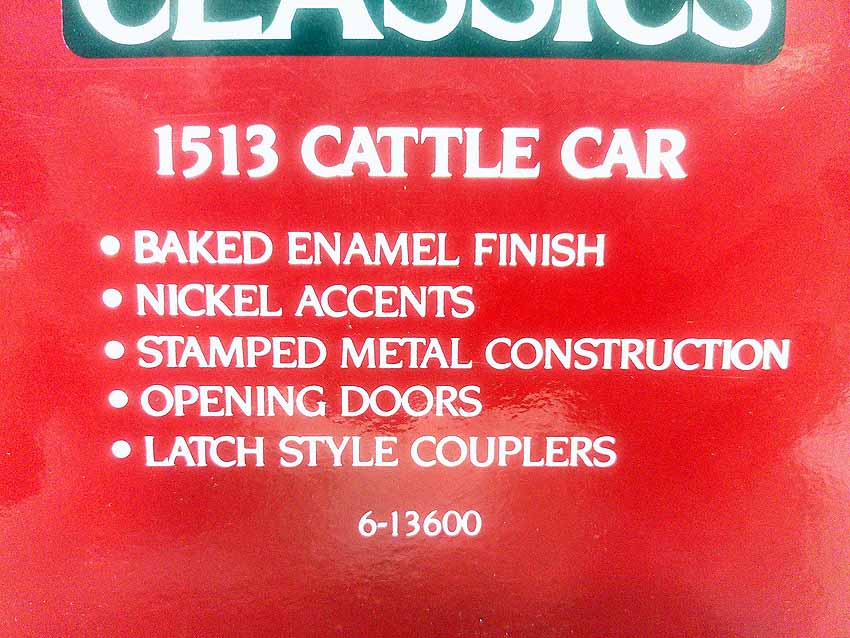 CLASSICS
1513 CATTLE CAR
• BAKED ENAMEL FINISH
• NICKEL ACCENTS
• STAMPED METAL CONSTRUCTION
• OPENING DOORS
• LATCH STYLE COUPLERS
6-13600